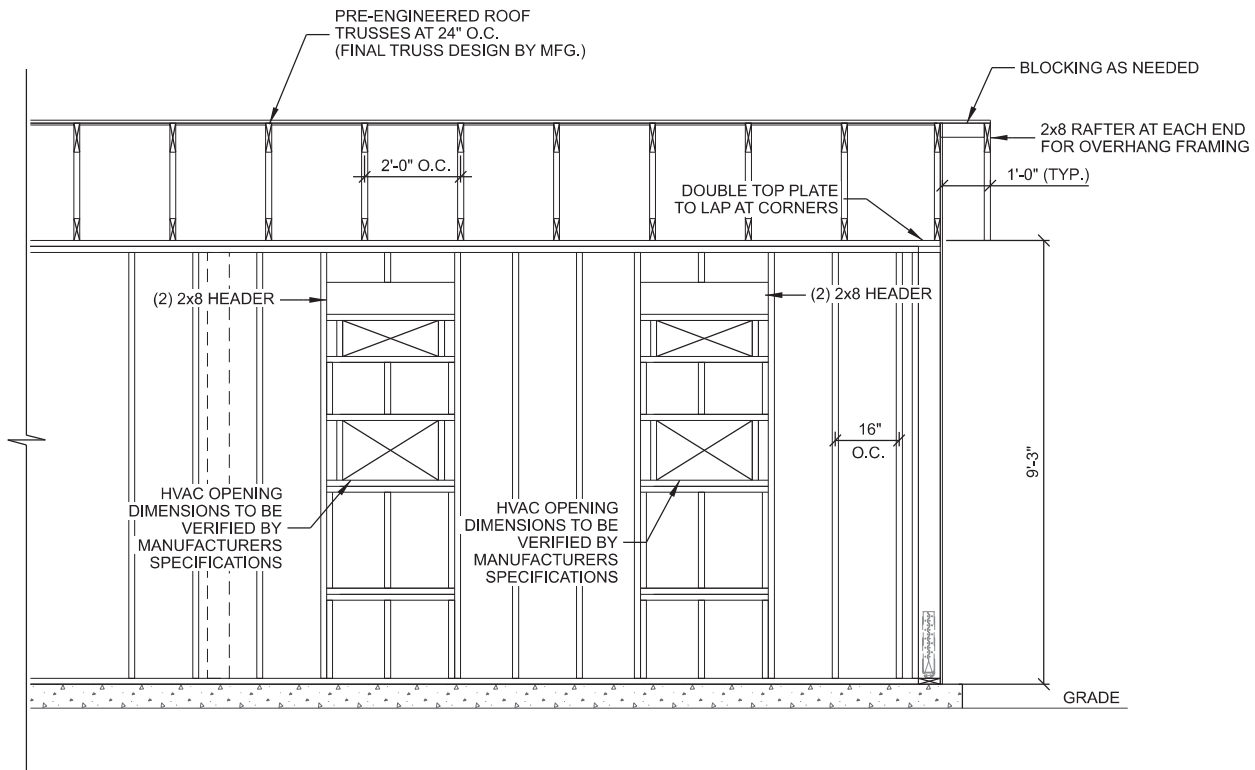 PRE-ENGINEERED ROOF
TRUSSES AT 24" O.C.
(FINAL TRUSS DESIGN BY MFG.)
BLOCKING AS NEEDED
2x8 RAFTER AT EACH END
FOR OVERHANG FRAMING
2'-0" O.C.
1'-0" (TYP.)
DOUBLE TOP PLATE
TO LAP AT CORNERS
(2) 2x8 HEADER
(2) 2x8 HEADER
16"
O.C.
9'-3"
HVAC OPENING
DIMENSIONS TO BE
VERIFIED BY
MANUFACTURERS
SPECIFICATIONS
HVAC OPENING
DIMENSIONS TO BE
VERIFIED BY
MANUFACTURERS
SPECIFICATIONS
GRADE